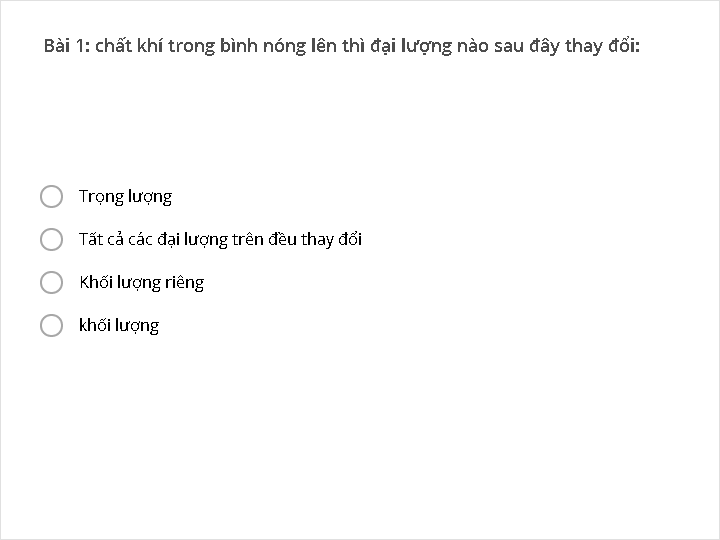 Bài 1: chất khí trong bình nóng lên thì đại lượng nào sau đây thay đổi:
Trọng lượng
Tất cả các đại lượng trên đều thay đổi
Khối lượng riêng
khối lượng